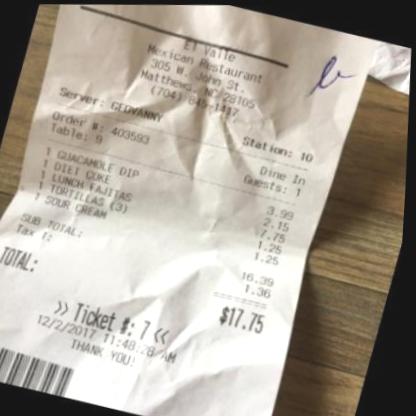 El Valle
Mexican Restaurant
305 W. John St.
Matthews, NC 28105
(704) 845-1417
Server: GEOVANNY
Station: 10
Order #: 403593
Dine In
Table: 9
Guests: 1
1 GUACAMOLE DIP 3.99
1 DIET COKE 2.15
1 LUNCH FAJITAS 7.75
1 TORTILLAS (3) 1.25
1 SOUR CREAM 1.25
SUB TOTAL: 16.39
Tax 1: 1.36
TOTAL: $17.75
>> Ticket #: 7 <<
12/2/2017 11:48:28 AM
THANK YOU!